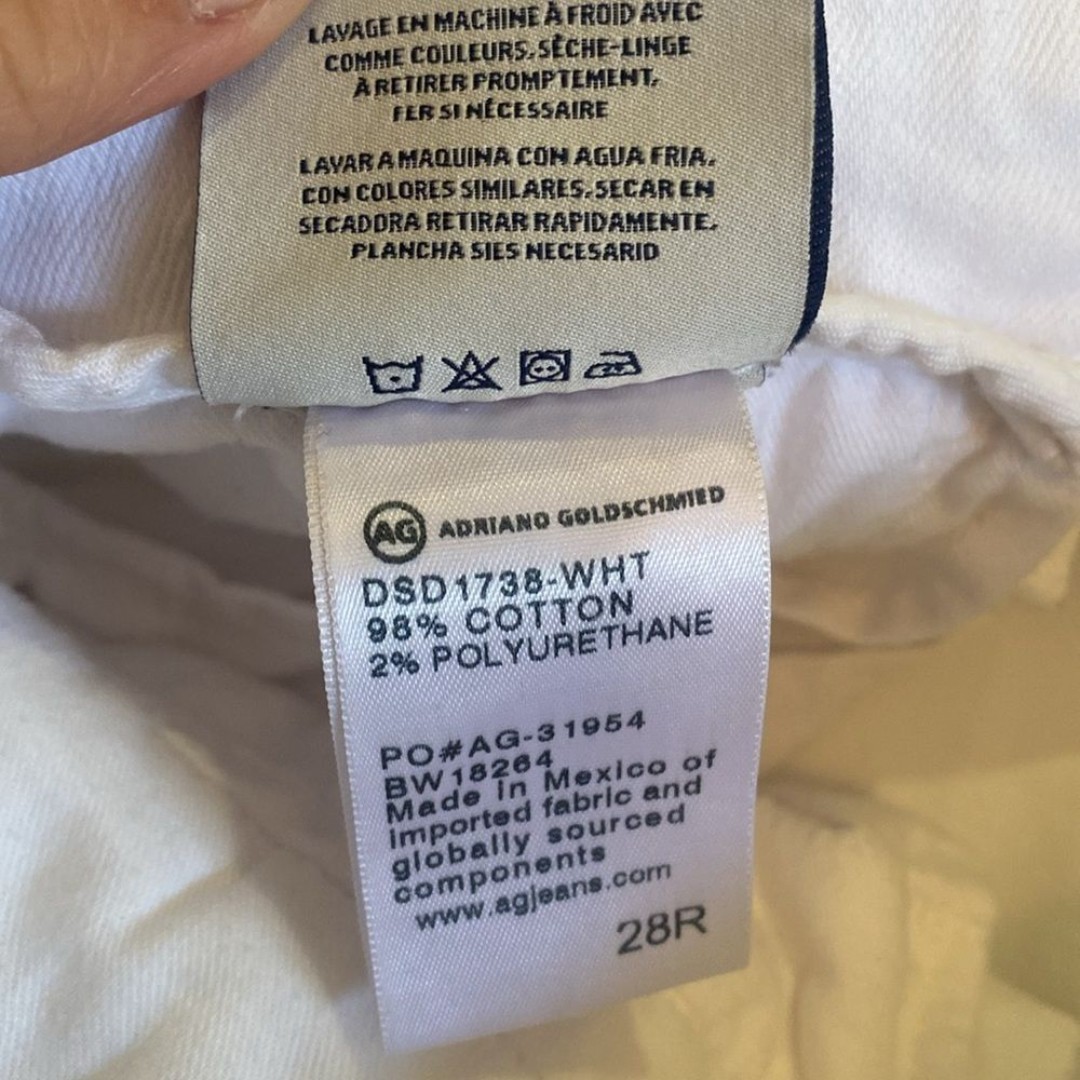 LAVAGE EN MACHINE À FROID AVEC
COMME COULEURS, SÈCHE-LINGE
À RETIRER PROMPTEMENT,
FER SI NÉCESSAIRE
LAVAR A MAQUINA CON AGUA FRIA.
CON COLORES SIMILARES, SECAR EN
SECADORA RETIRAR RAPIDAMENTE.
PLANCHA SIES NECESARIO
AG ADRIANO GOLDSCHMIED
DSD1738-WHT
98% COTTON
2% POLYURETHANE
PO#AG-31954
BW18264
Made in Mexico of
imported fabric and
globally sourced
components
www.agjeans.com
28R